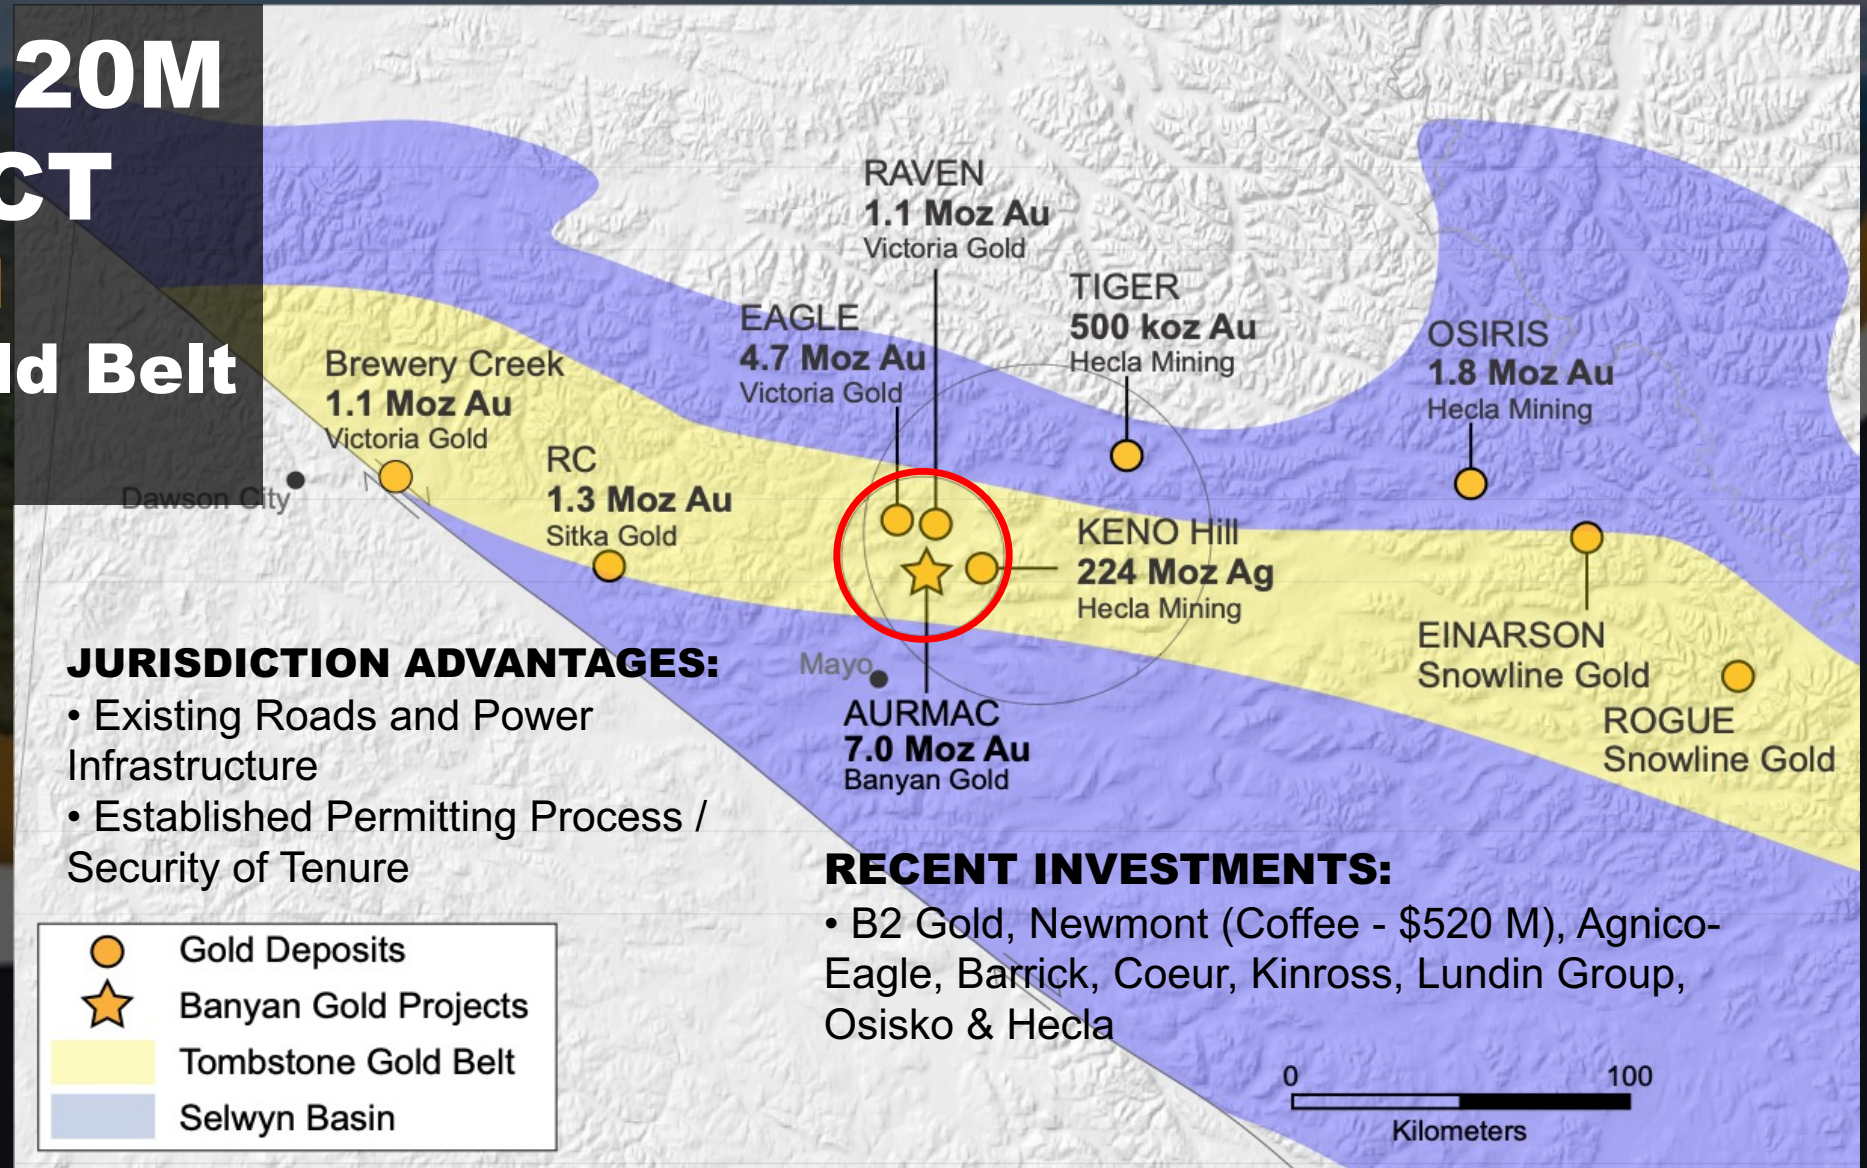 20M
CT
ld Belt
RAVEN
1.1 Moz Au
Victoria Gold
TIGER
500 koz Au
Hecla Mining
EAGLE
4.7 Moz Au
Victoria Gold
OSIRIS
1.8 Moz Au
Hecla Mining
Brewery Creek
1.1 Moz Au
Victoria Gold
RC
1.3 Moz Au
Sitka Gold
Dawson City
KENO Hill
224 Moz Ag
Hecla Mining
EINARSON
Snowline Gold
ROGUE
Snowline Gold
Mayo
AURMAC
7.0 Moz Au
Banyan Gold
JURISDICTION ADVANTAGES:
• Existing Roads and Power
Infrastructure
• Established Permitting Process /
Security of Tenure
RECENT INVESTMENTS:
• B2 Gold, Newmont (Coffee - $520 M), Agnico-
Eagle, Barrick, Coeur, Kinross, Lundin Group,
Osisko & Hecla
Gold Deposits
Banyan Gold Projects
Tombstone Gold Belt
Selwyn Basin
0 100
Kilometers